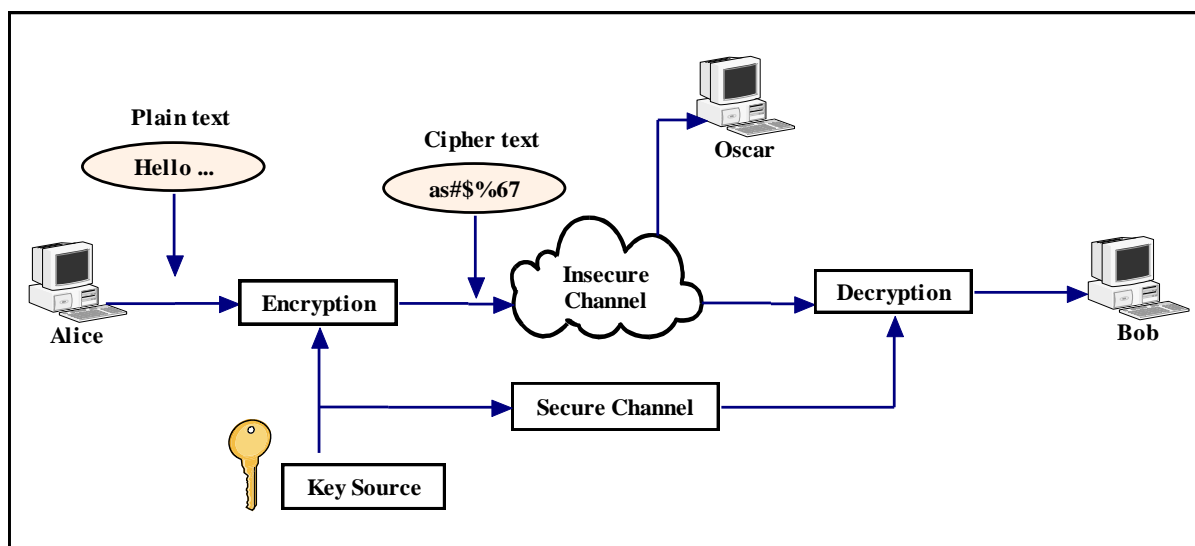 Plain text
Hello ...
Cipher text
as#$%67
Oscar
Alice
Encryption
Insecure
Channel
Decryption
Bob
Secure Channel
Key Source